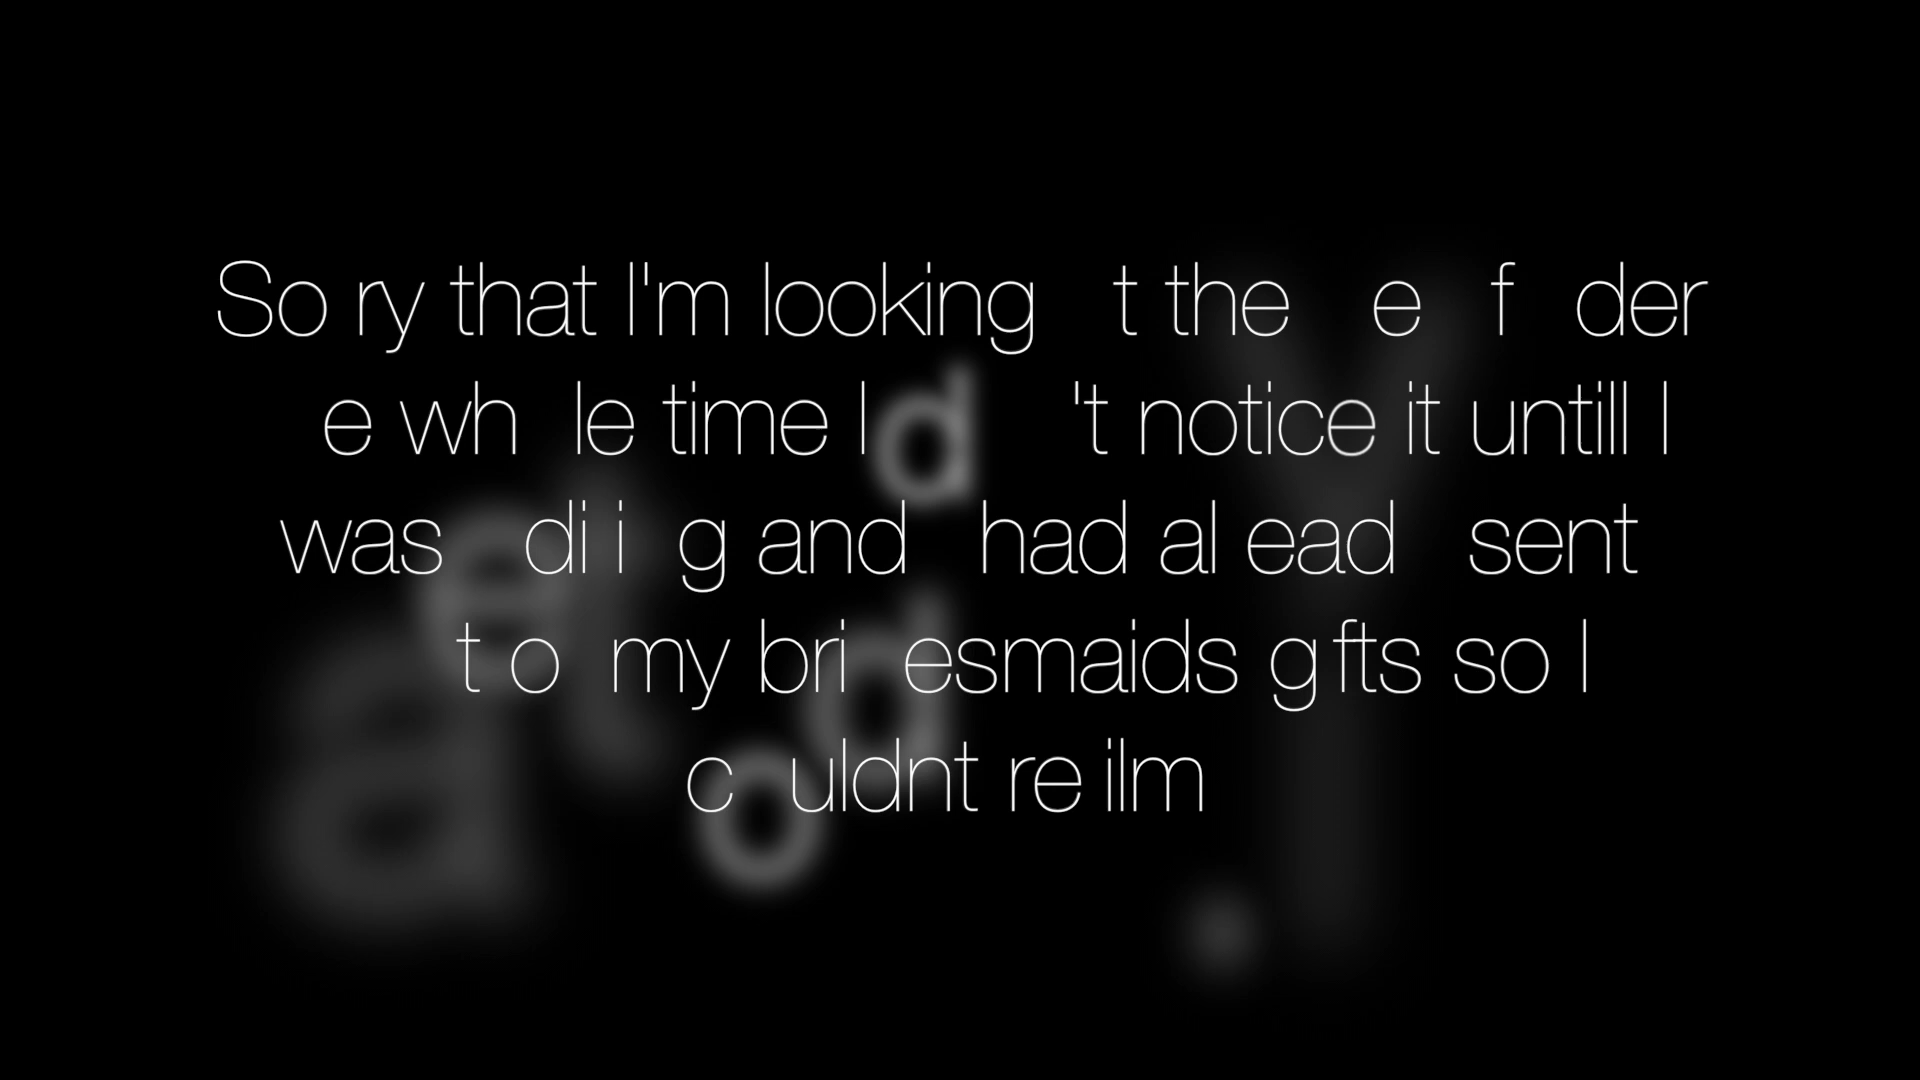 So ry that I'm looking t the e f der
e wh le time I d 't notice it untill I
was e di i g and had al ead sent
t o my bri esmaids gfts so I
c uldnt re ilm